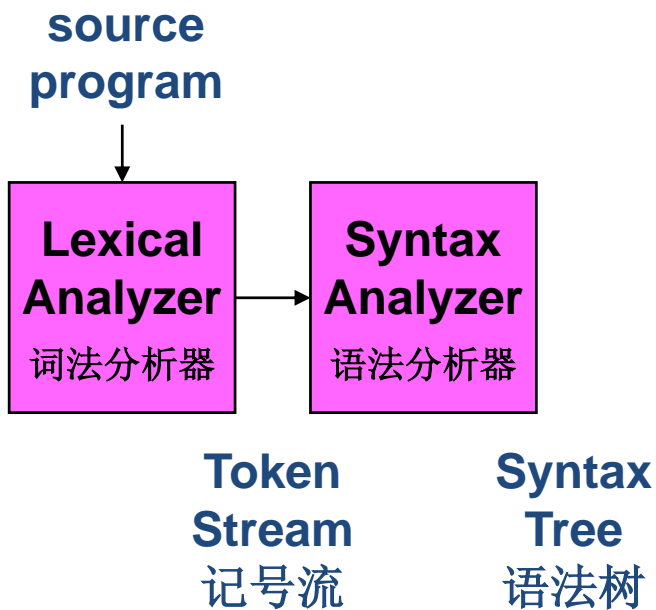 source
program
Lexical
Analyzer
词法分析器
Syntax
Analyzer
语法分析器
Token
Stream
记号流
Syntax
Tree
语法树